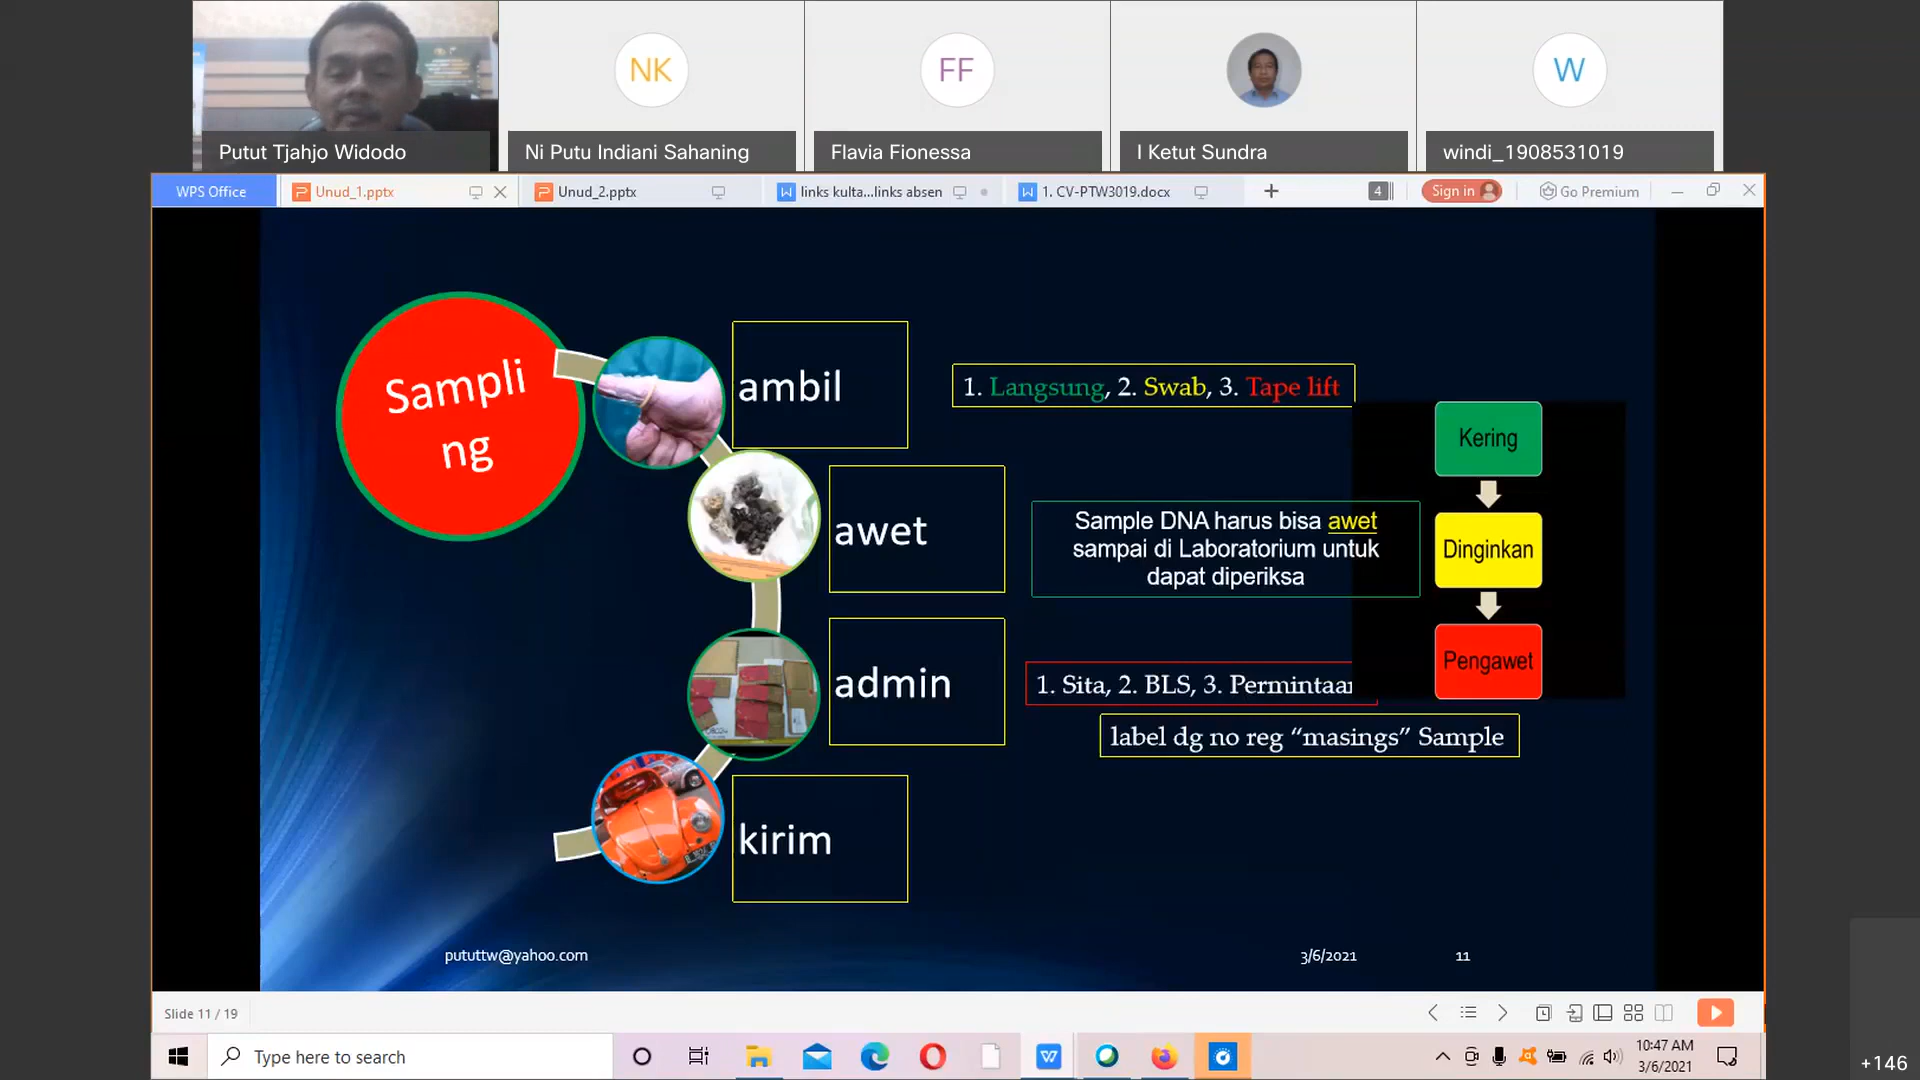 NK
FF
W
Putut Tjahjo Widodo
Ni Putu Indiani Sahaning
Flavia Fionessa
I Ketut Sundra
windi_1908531019
WPS Office
Unud_1.pptx
Unud_2.pptx
links kulta...links absen
1. CV-PTW3019.docx
4
Sign in
Go Premium
Sampli
ng
ambil
1. Langsung, 2. Swab, 3. Tape lift
Kering
awet
Sample DNA harus bisa awet
sampai di Laboratorium untuk
dapat diperiksa
Dinginkan
Pengawet
admin
1. Sita, 2. BLS, 3. Permintaan
label dg no reg “masings” Sample
kirim
pututtw@yahoo.com
3/6/2021
11
Slide 11 / 19
Type here to search
10:47 AM
3/6/2021
+146